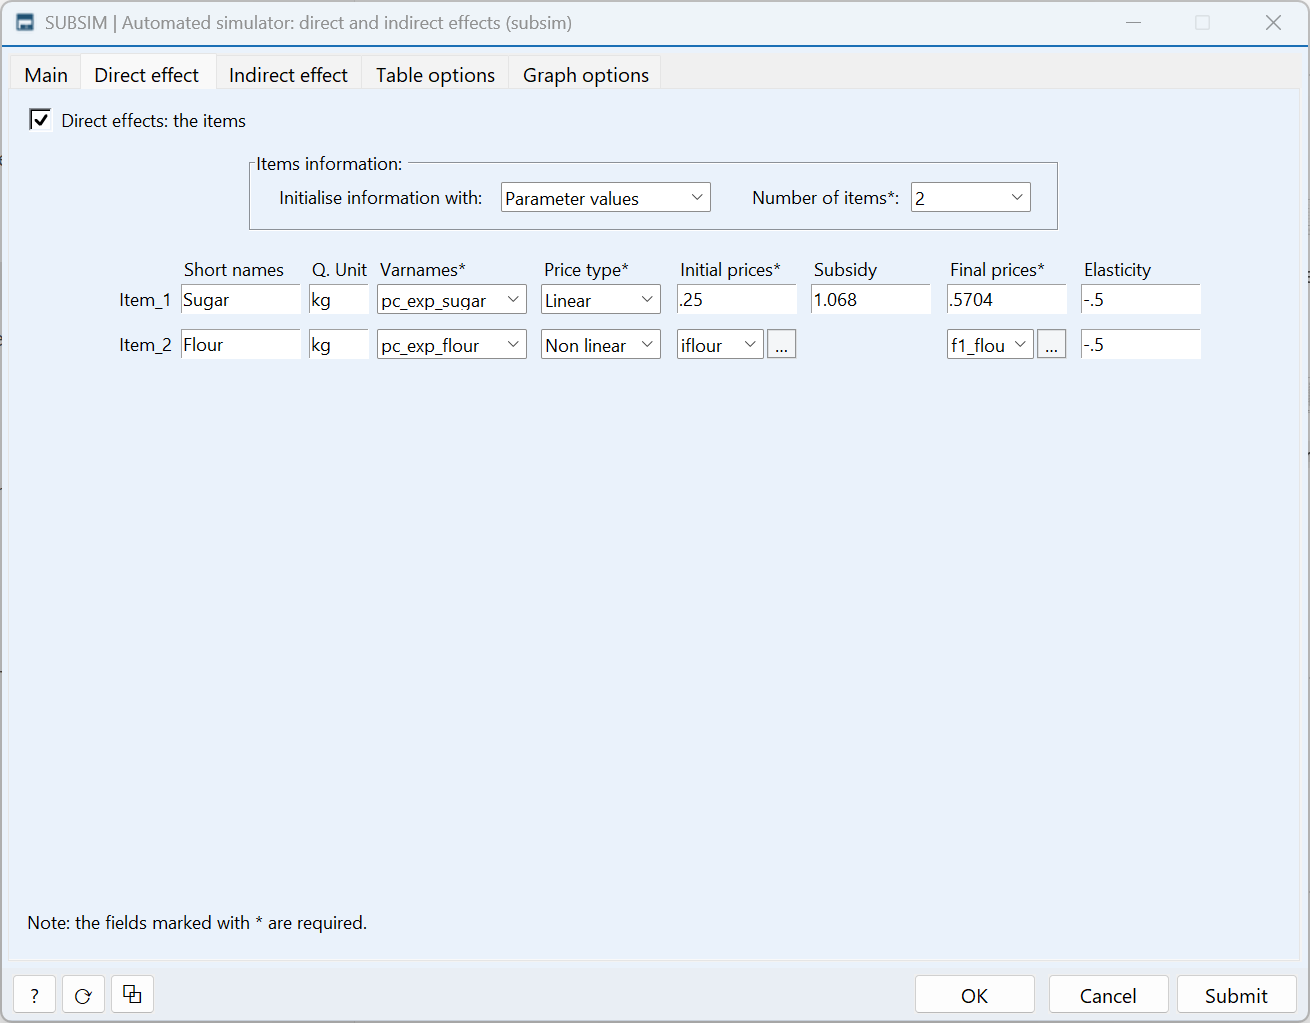 SUBSIM | Automated simulator: direct and indirect effects (subsim)
Main Direct effect Indirect effect Table options Graph options
Direct effects: the items
Items information:
Initialise information with: Parameter values Number of items*: 2
Short names Q. Unit Varnames* Price type* Initial prices* Subsidy Final prices* Elasticity
Item_1 Sugar kg pc_exp_sugar Linear .25 1.068 .5704 -.5
Item_2 Flour kg pc_exp_flour Non linear iflour ... f1_flou ... -.5
Note: the fields marked with * are required.
? OK Cancel Submit